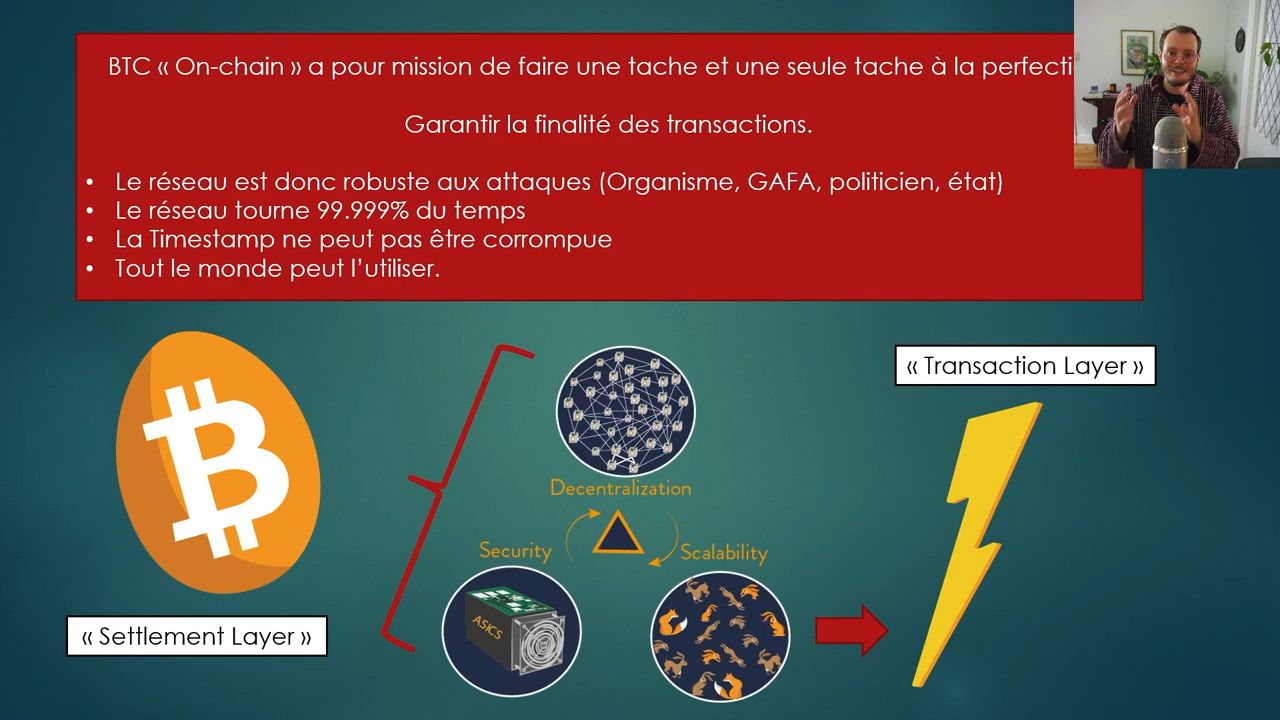 BTC « On-chain » a pour mission de faire une tache et une seule tache à la perfecti
Garantir la finalité des transactions.
• Le réseau est donc robuste aux attaques (Organisme, GAFA, politicien, état)
• Le réseau tourne 99.999% du temps
• La Timestamp ne peut pas être corrompue
• Tout le monde peut l’utiliser.
« Transaction Layer »
Decentralization
Security
Scalability
ASICS
« Settlement Layer »